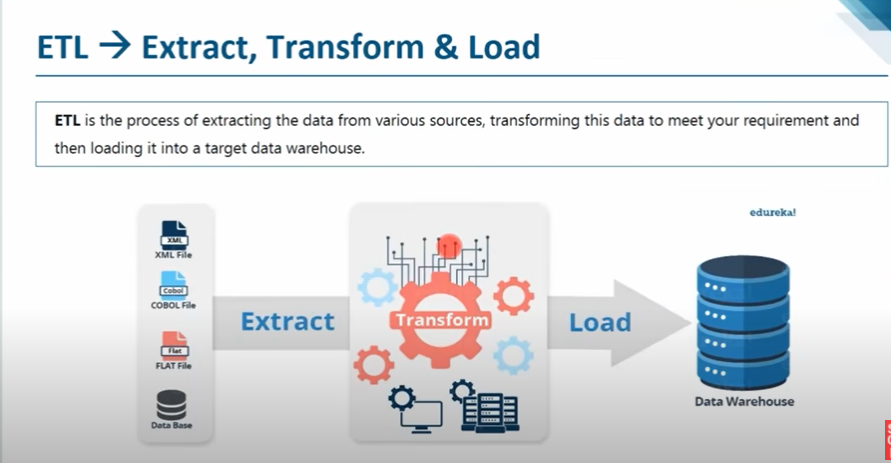 ETL → Extract, Transform & Load
ETL is the process of extracting the data from various sources, transforming this data to meet your requirement and
then loading it into a target data warehouse.
edureka!
XML
XML File
Cobol
COBOL File
Flat
FLAT File
Data Base
Extract
Transform
Load
Data Warehouse